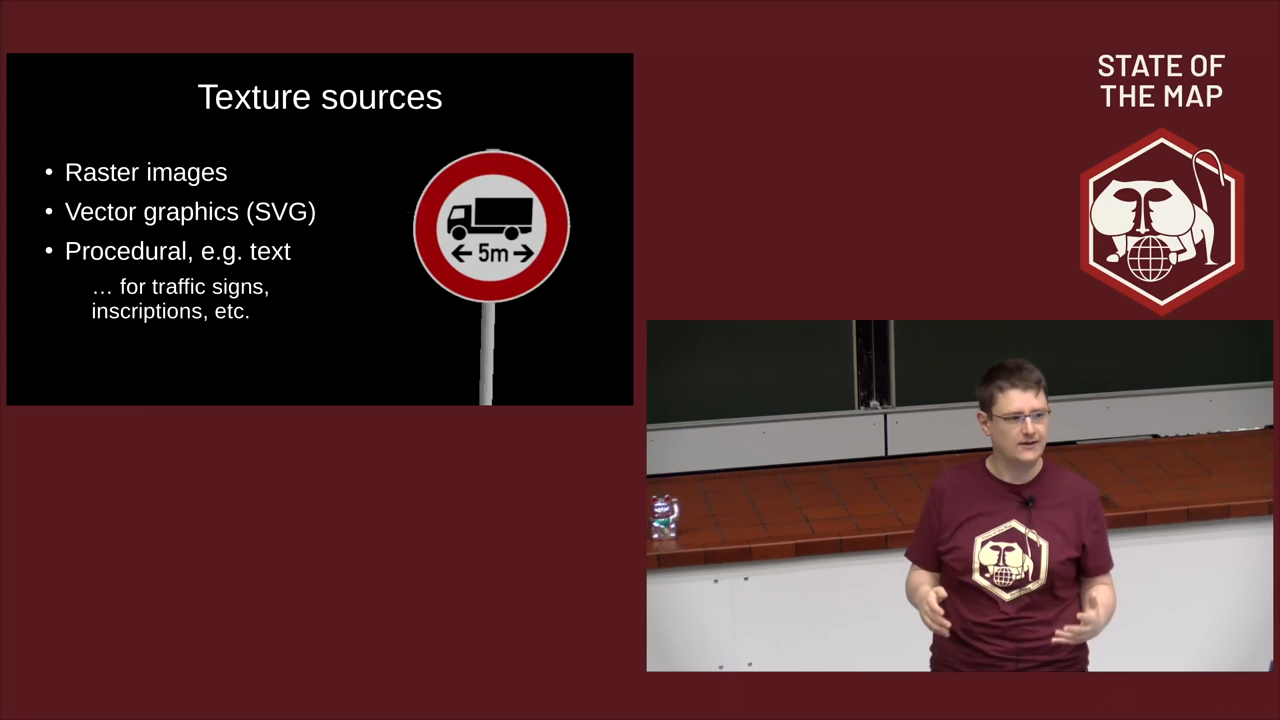 Texture sources
• Raster images
• Vector graphics (SVG)
• Procedural, e.g. text
… for traffic signs,
inscriptions, etc.
5m
STATE OF
THE MAP